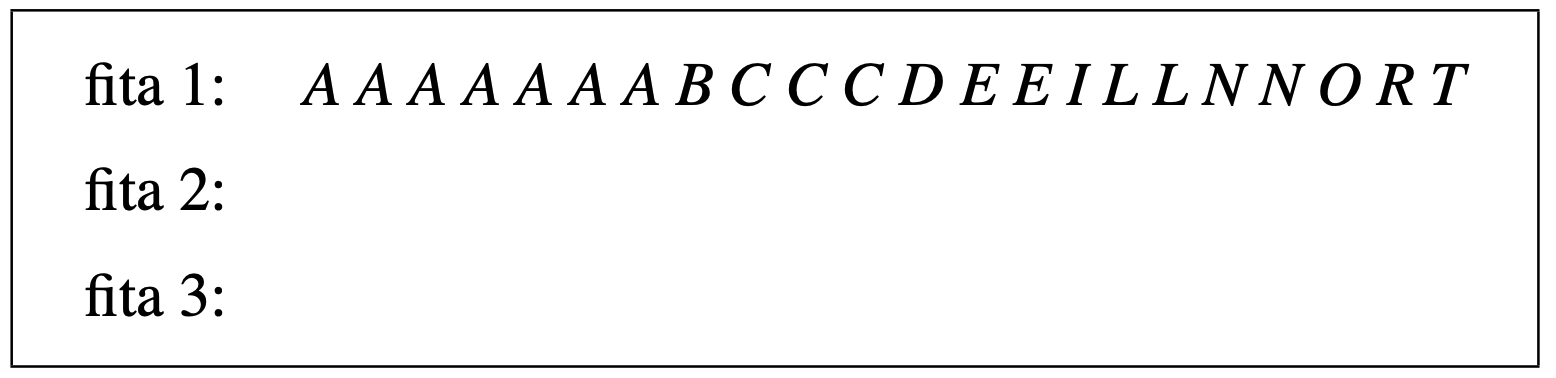 fita 1: A A A A A A A B C C C D E E I L L N N O R T
fita 2:
fita 3: